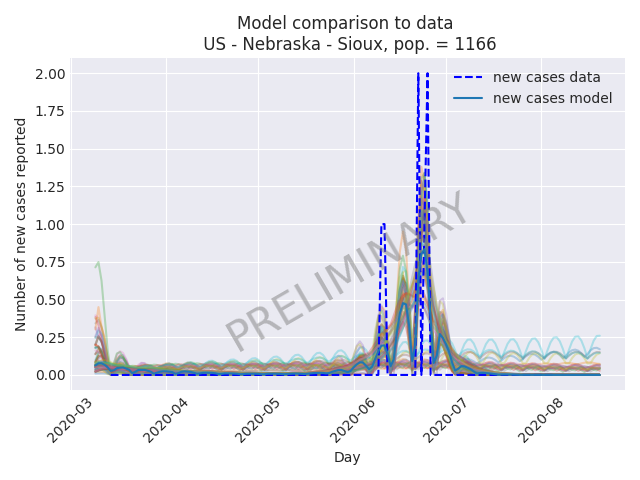 Model comparison to data
US - Nebraska - Sioux, pop. = 1166
new cases data
new cases model
Number of new cases reported
2.00
1.75
1.50
1.25
1.00
0.75
0.50
0.25
0.00
PRELIMINARY
2020-03
2020-04
2020-05
2020-06
2020-07
2020-08
Day